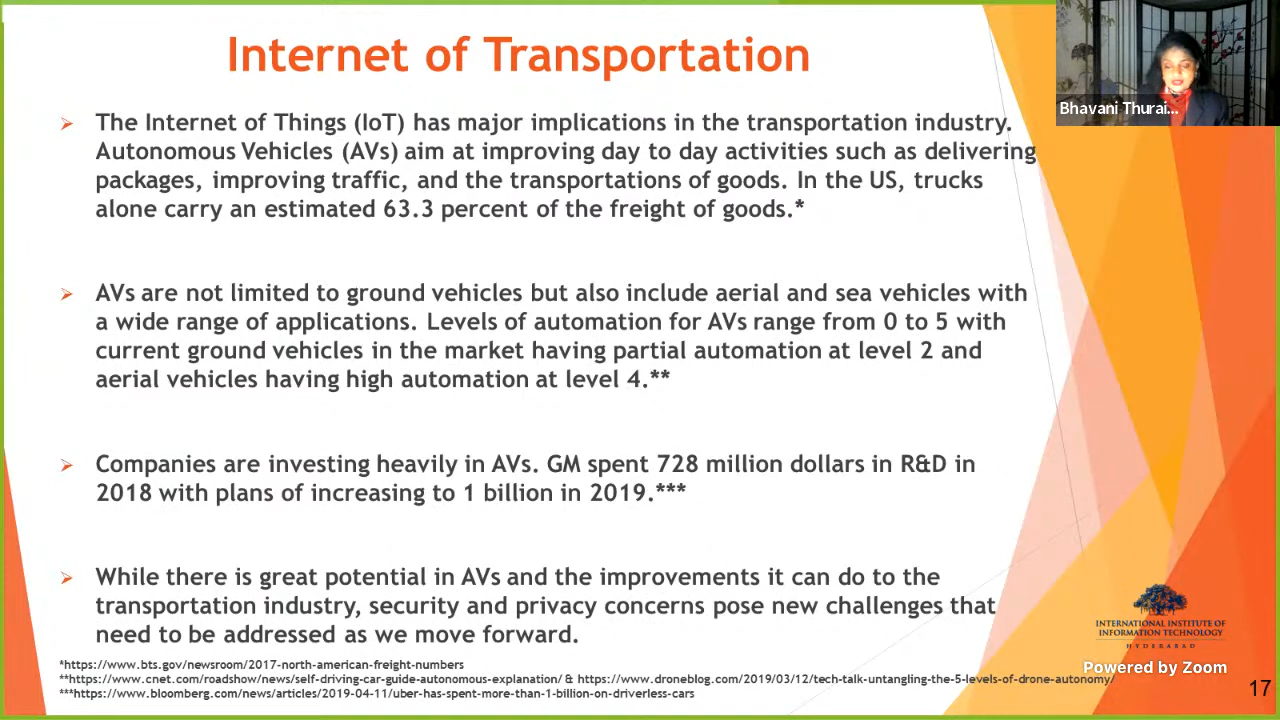 Internet of Transportation
Bhavani Thurai...
➢ The Internet of Things (IoT) has major implications in the transportation industry.
Autonomous Vehicles (AVs) aim at improving day to day activities such as delivering
packages, improving traffic, and the transportations of goods. In the US, trucks
alone carry an estimated 63.3 percent of the freight of goods.*
➢ AVs are not limited to ground vehicles but also include aerial and sea vehicles with
a wide range of applications. Levels of automation for AVs range from 0 to 5 with
current ground vehicles in the market having partial automation at level 2 and
aerial vehicles having high automation at level 4.**
➢ Companies are investing heavily in AVs. GM spent 728 million dollars in R&D in
2018 with plans of increasing to 1 billion in 2019.***
➢ While there is great potential in AVs and the improvements it can do to the
transportation industry, security and privacy concerns pose new challenges that
need to be addressed as we move forward.
*https://www.bts.gov/newsroom/2017-north-american-freight-numbers
**https://www.cnet.com/roadshow/news/self-driving-car-guide-autonomous-explanation/ & https://www.droneblog.com/2019/03/12/tech-talk-untangling-the-5-levels-of-drone-autonomy/
***https://www.bloomberg.com/news/articles/2019-04-11/uber-has-spent-more-than-1-billion-on-driverless-cars
INTERNATIONAL INSTITUTE OF
INFORMATION TECHNOLOGY
HYDERABAD
Powered by Zoom
17